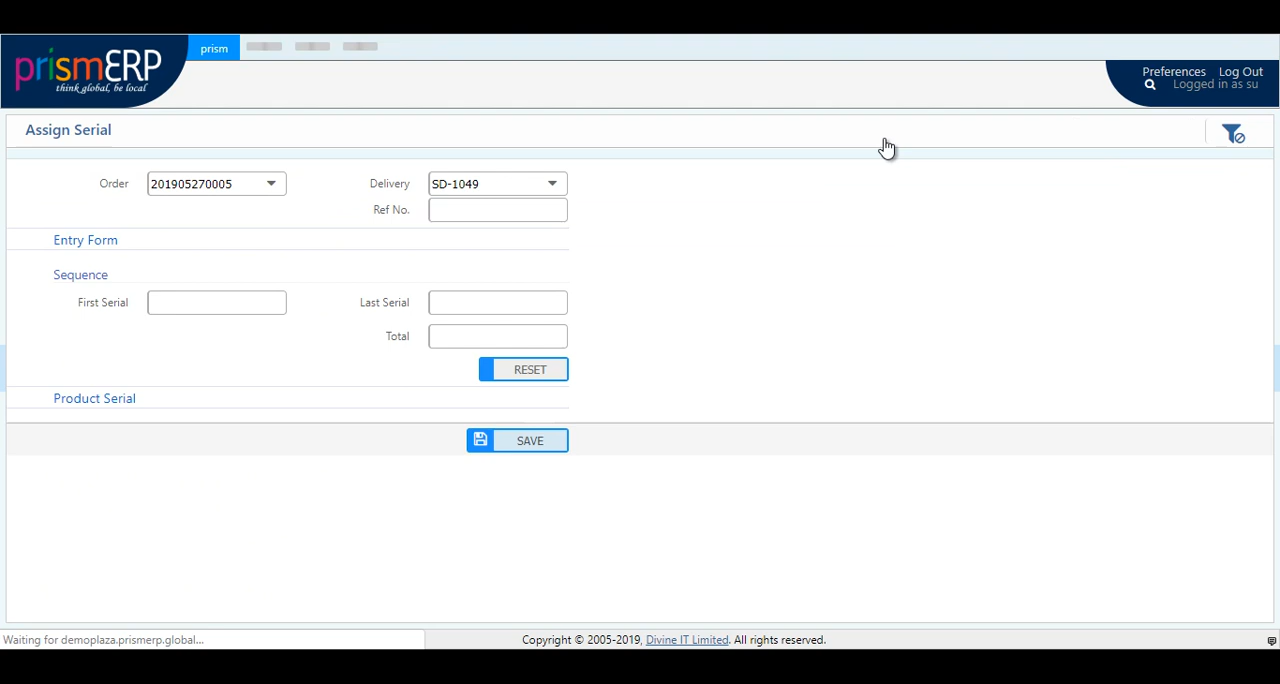 prism
prismERP
think global, be local
Preferences Log Out
Logged in as su
Assign Serial
Order 201905270005 Delivery SD-1049
Ref No.
Entry Form
Sequence
First Serial Last Serial
Total
RESET
Product Serial
SAVE
Waiting for demoplaza.prismerp.global... Copyright © 2005-2019, Divine IT Limited. All rights reserved.